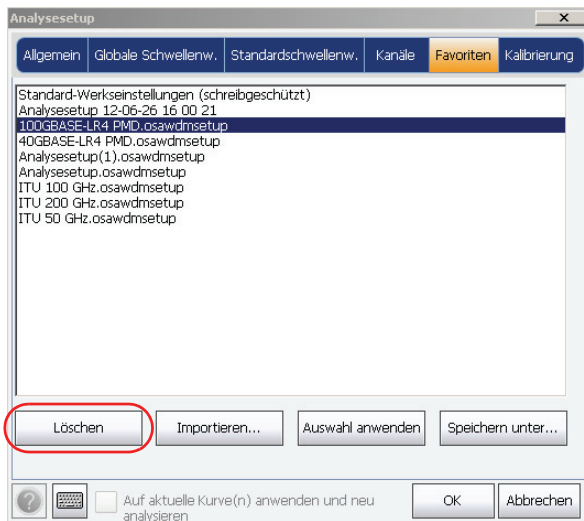 Analysesetup
Allgemein Globale Schwellenw. Standardschwellenw. Kanäle Favoriten Kalibrierung
Standard-Werkseinstellungen (schreibgeschützt)
Analysesetup 12-06-26 16 00 21
100GBASE-LR4 PMD.osawdmsetup
40GBASE-LR4 PMD.osawdmsetup
Analysesetup(1).osawdmsetup
Analysesetup.osawdmsetup
ITU 100 GHz.osawdmsetup
ITU 200 GHz.osawdmsetup
ITU 50 GHz.osawdmsetup
Löschen Importieren... Auswahl anwenden Speichern unter...
Auf aktuelle Kurve(n) anwenden und neu
analysieren
OK Abbrechen